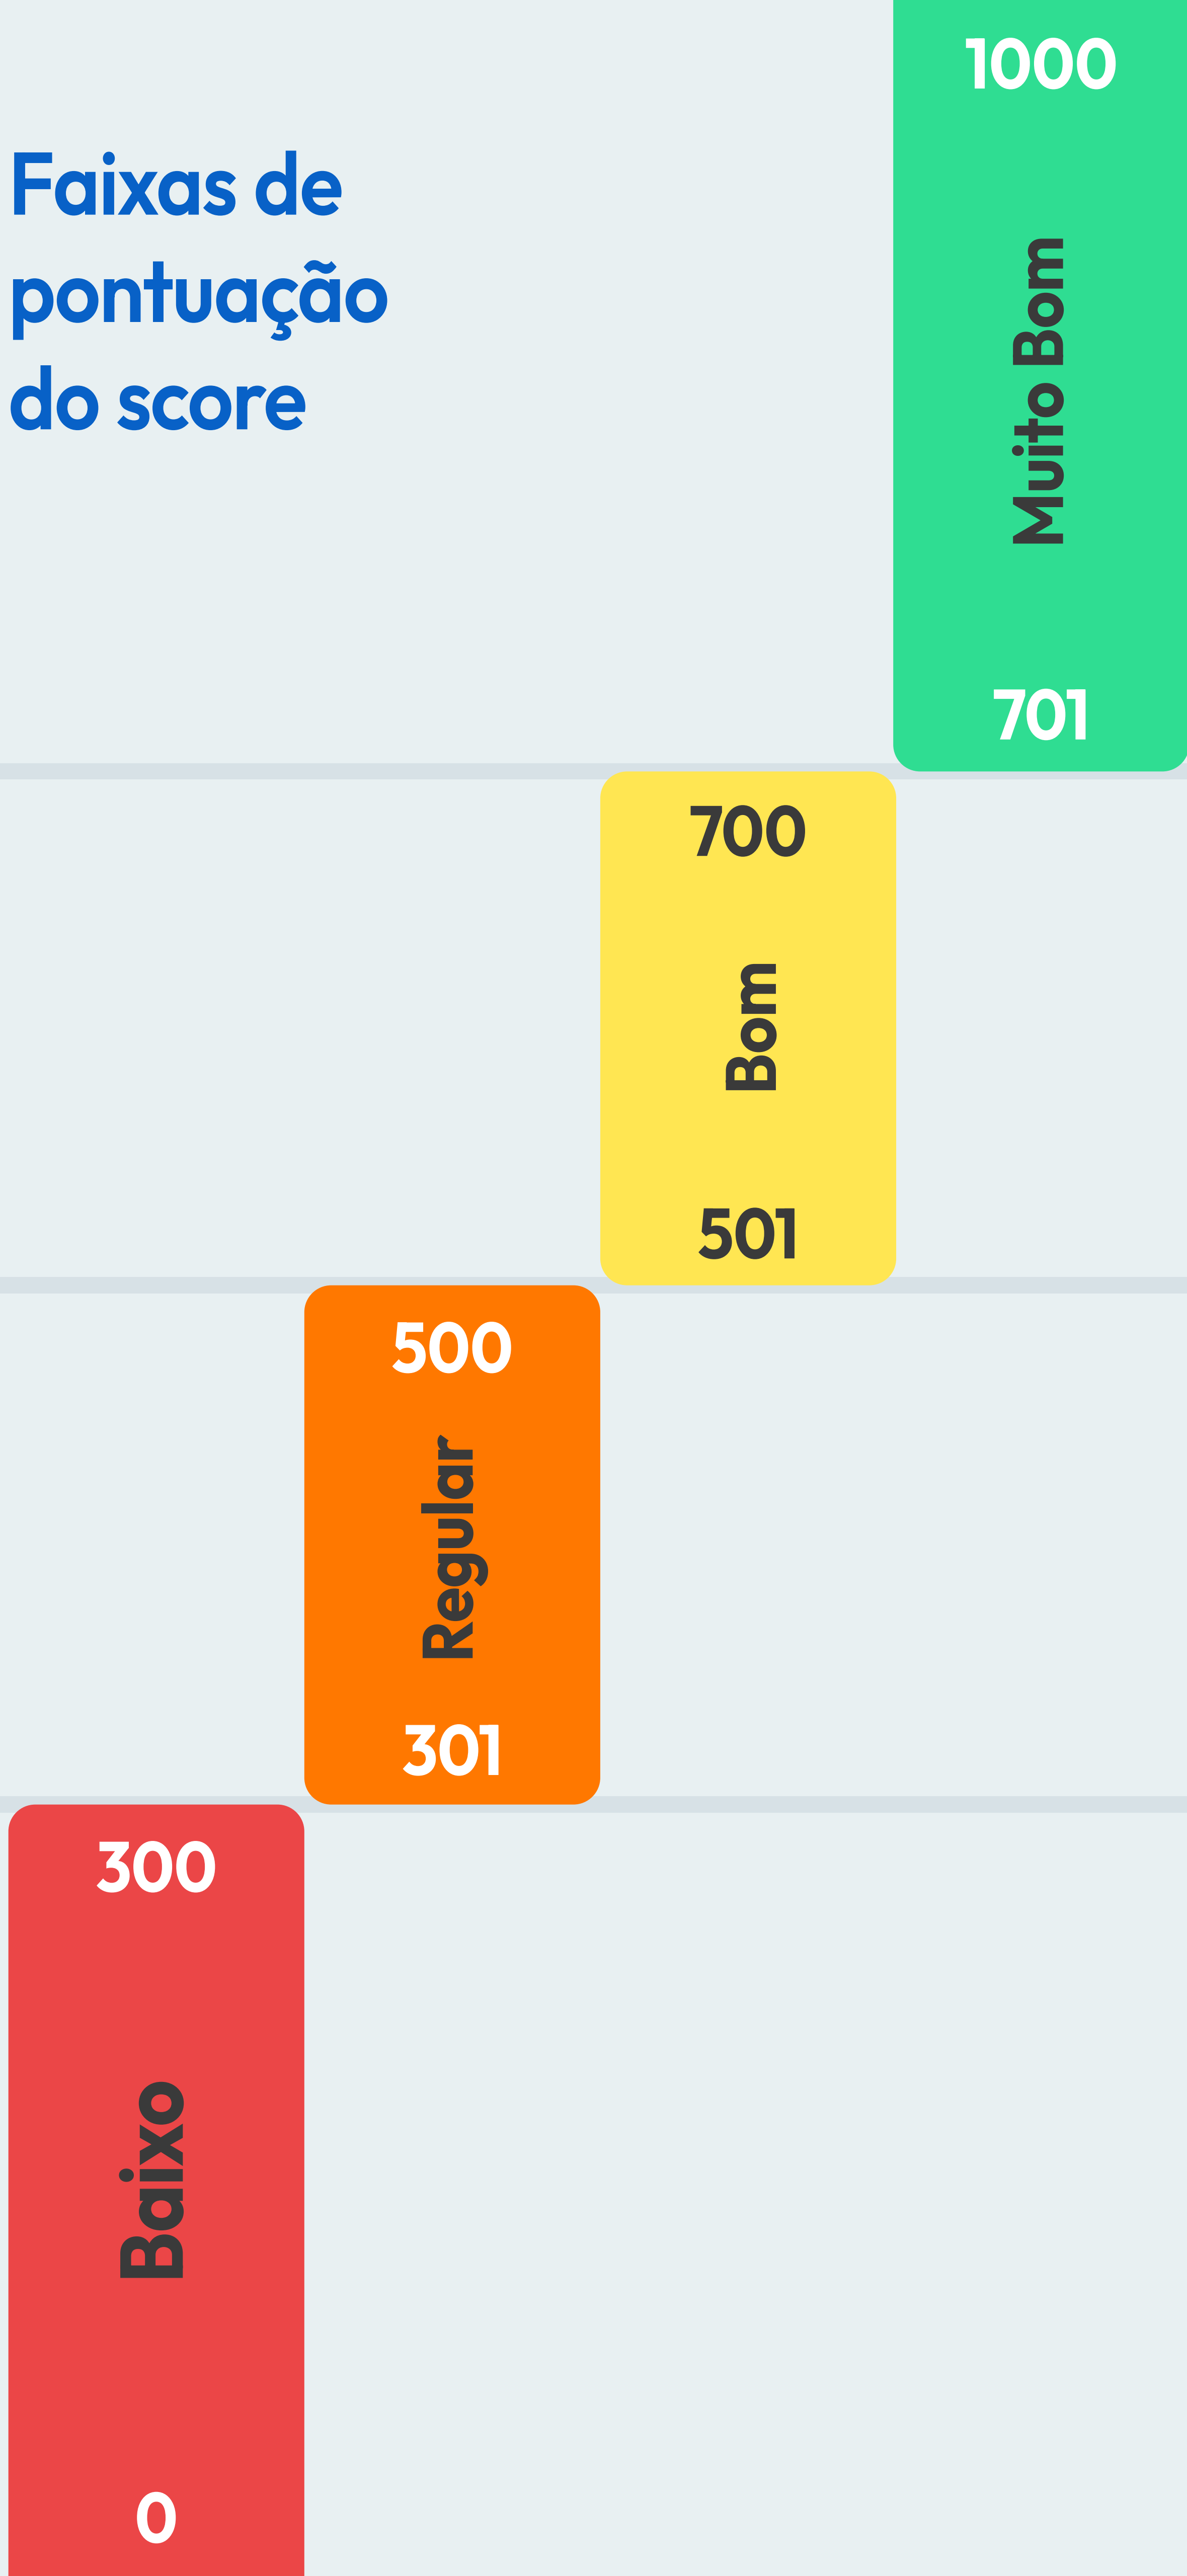 1000
Faixas de
pontuação
do score
Muito Bom
701
700
Bom
501
500
Regular
301
300
Baixo
0